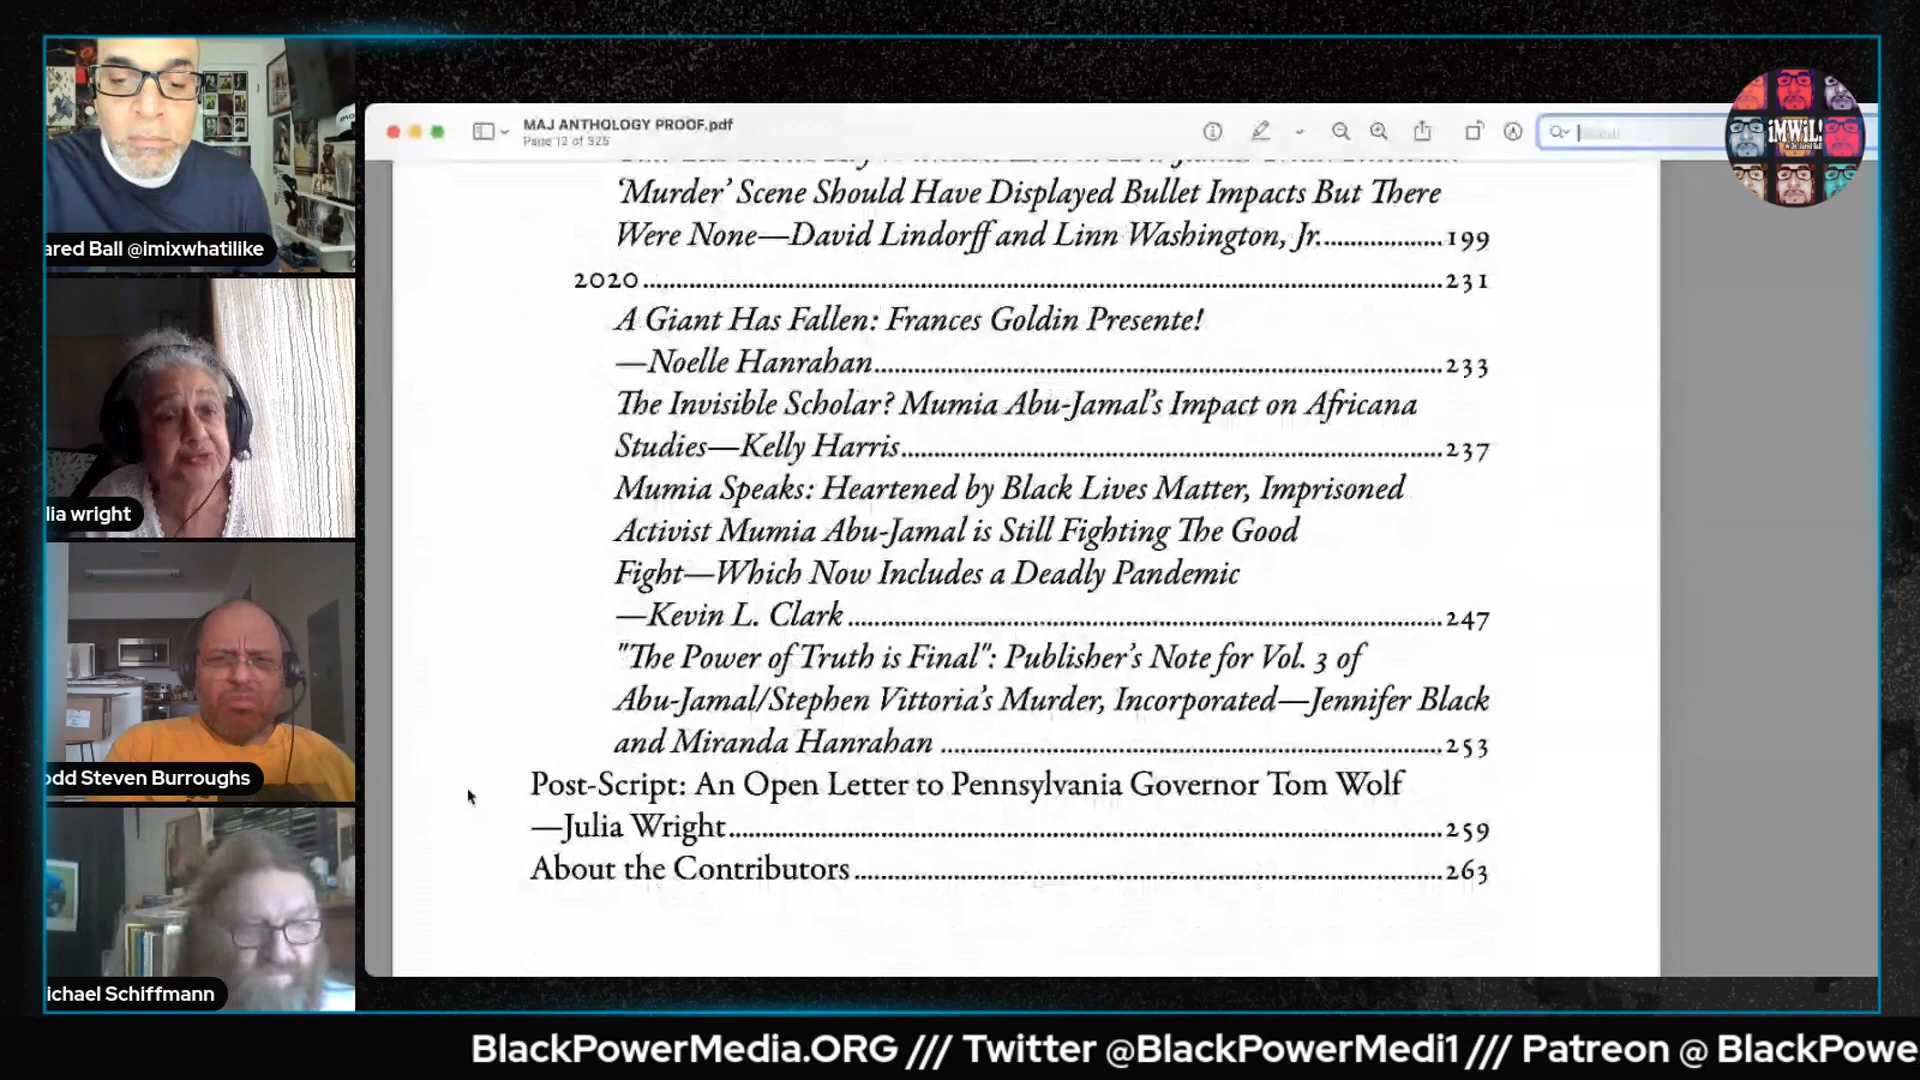 MAJ ANTHOLOGY PROOF.pdf
Page 12 of 325
iMWiL!
'Murder' Scene Should Have Displayed Bullet Impacts But There
Were None—David Lindorff and Linn Washington, Jr.................199
2020.................231
A Giant Has Fallen: Frances Goldin Presente!
—Noelle Hanrahan.................233
The Invisible Scholar? Mumia Abu-Jamal's Impact on Africana
Studies—Kelly Harris.................237
Mumia Speaks: Heartened by Black Lives Matter, Imprisoned
Activist Mumia Abu-Jamal is Still Fighting The Good
Fight—Which Now Includes a Deadly Pandemic
—Kevin L. Clark.................247
"The Power of Truth is Final": Publisher's Note for Vol. 3 of
Abu-Jamal/Stephen Vittoria's Murder, Incorporated—Jennifer Black
and Miranda Hanrahan.................253
Post-Script: An Open Letter to Pennsylvania Governor Tom Wolf
—Julia Wright.................259
About the Contributors.................263
ared Ball @imixwhatilike
lia wright
odd Steven Burroughs
ichael Schiffmann
BlackPowerMedia.ORG /// Twitter @BlackPowerMedi1 /// Patreon @ BlackPowe